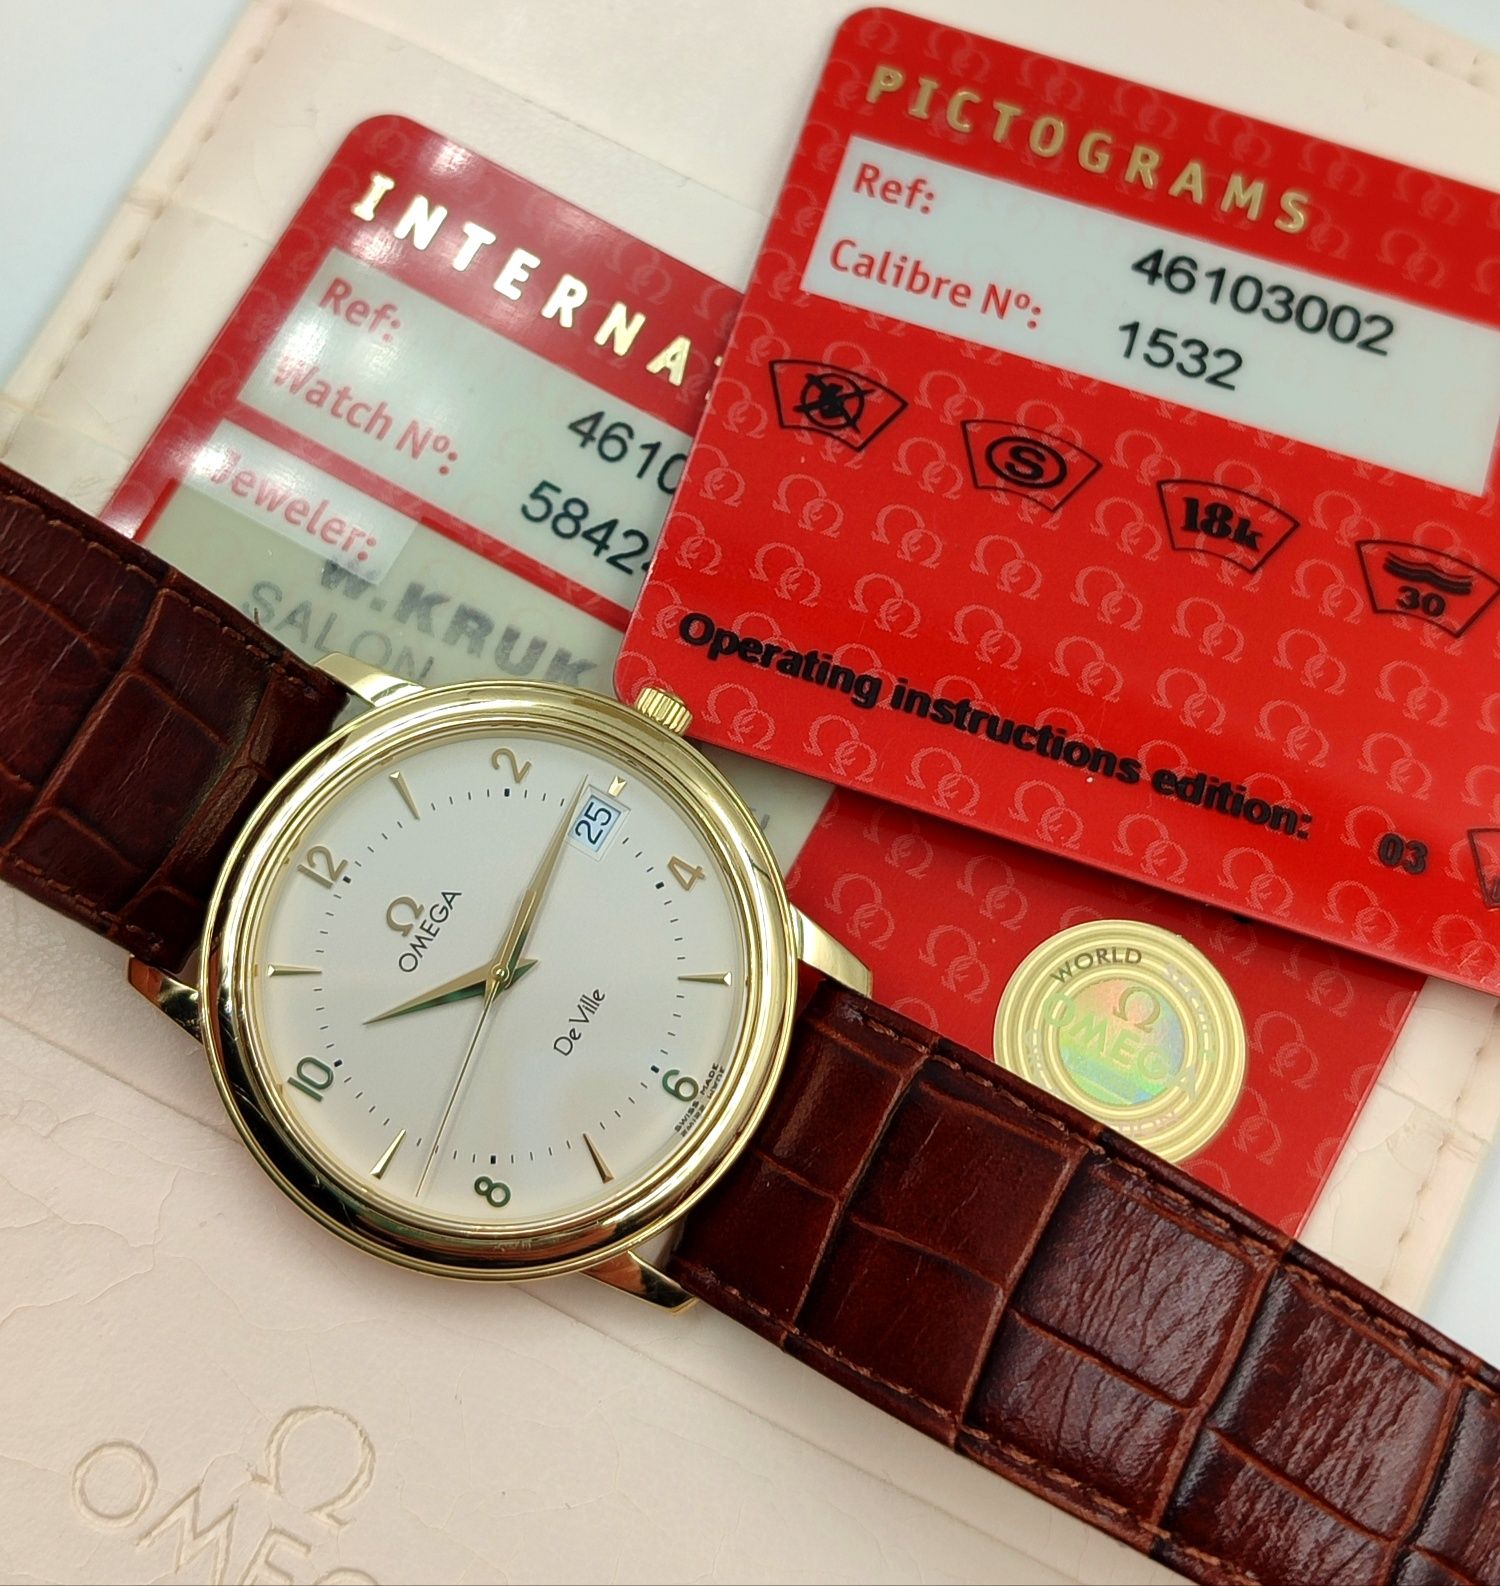 PICTOGRAMS
Ref: 46103002
Calibre Nº: 1532
S
18k
30
Operating instructions edition: 03
INTERNA
Ref: 4610
Watch Nº: 5842
Jeweler:
W.KRUK
SALON
2
25
4
12
Ω
OMEGA
De Ville
10
6
8
SWISS MADE
WORLD
Ω
OMEGA
Ω
OMEG